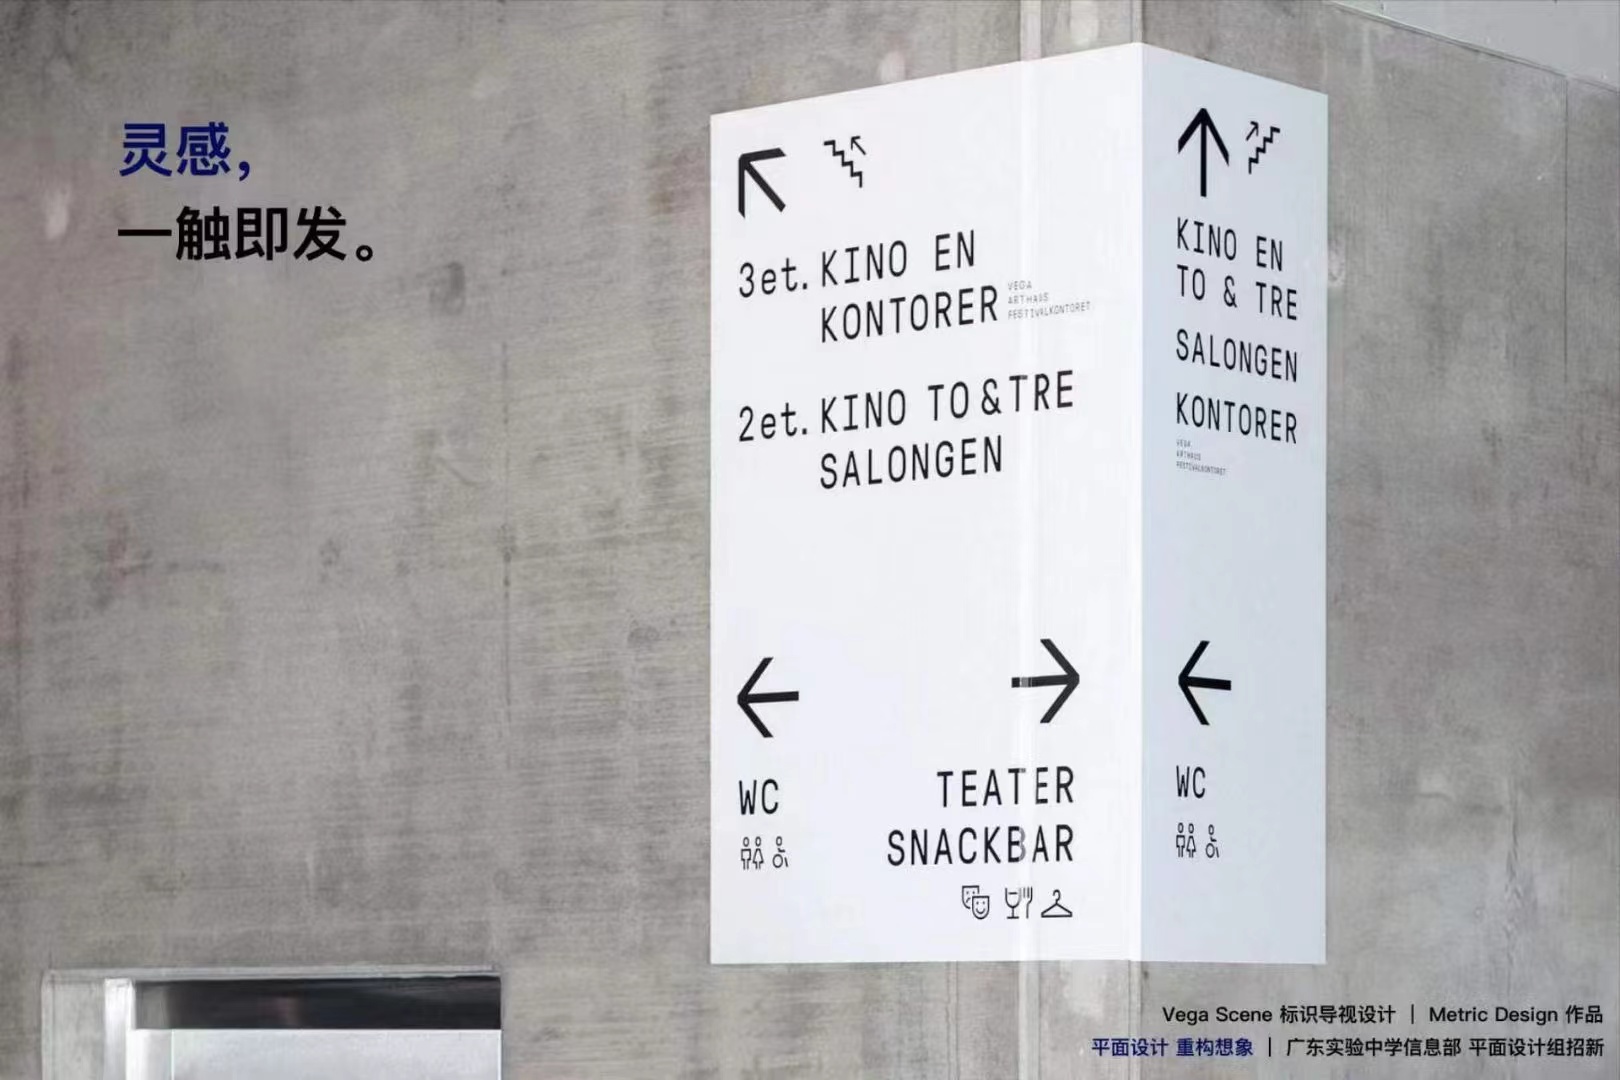 灵感，
一触即发。
3et. KINO EN
KONTORER
VEGA
ARTHAUS
FESTIVALKONTORET
2et. KINO TO & TRE
SALONGEN
WC
TEATER
SNACKBAR
KINO EN
TO & TRE
SALONGEN
KONTORER
VEGA
ARTHAUS
FESTIVALKONTORET
WC
Vega Scene 标识导视设计 | Metric Design 作品
平面设计 重构想象 | 广东实验中学信息部 平面设计组招新